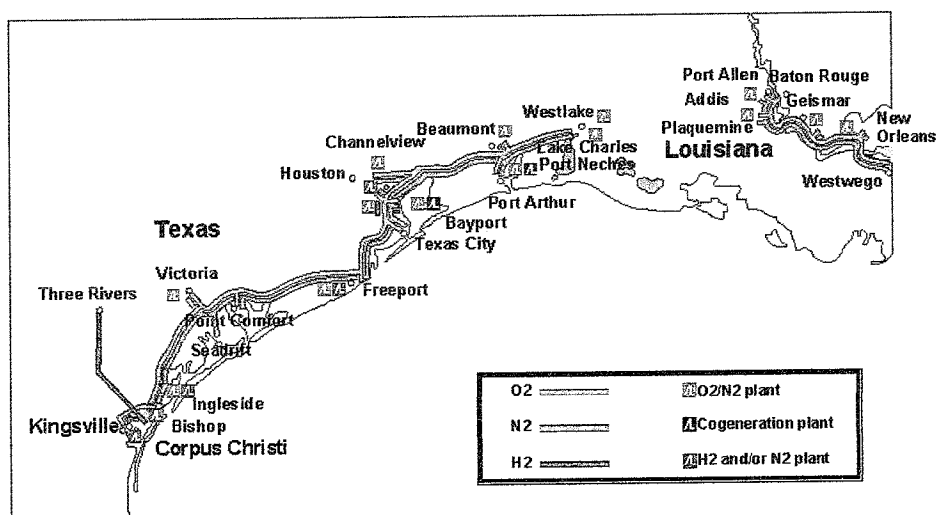 Port Allen
Baton Rouge
Addis
Geismar
Westlake
New
Orleans
Beaumont
Plaquemine
Channelview
Lake Charles
Louisiana
Houston
Port Neches
Westwego
Port Arthur
Bayport
Texas
Texas City
Victoria
Three Rivers
Freeport
Point Comfort
Seadrift
Ingleside
Kingsville
Bishop
Corpus Christi
O2
O2/N2 plant
N2
Cogeneration plant
H2
H2 and/or N2 plant